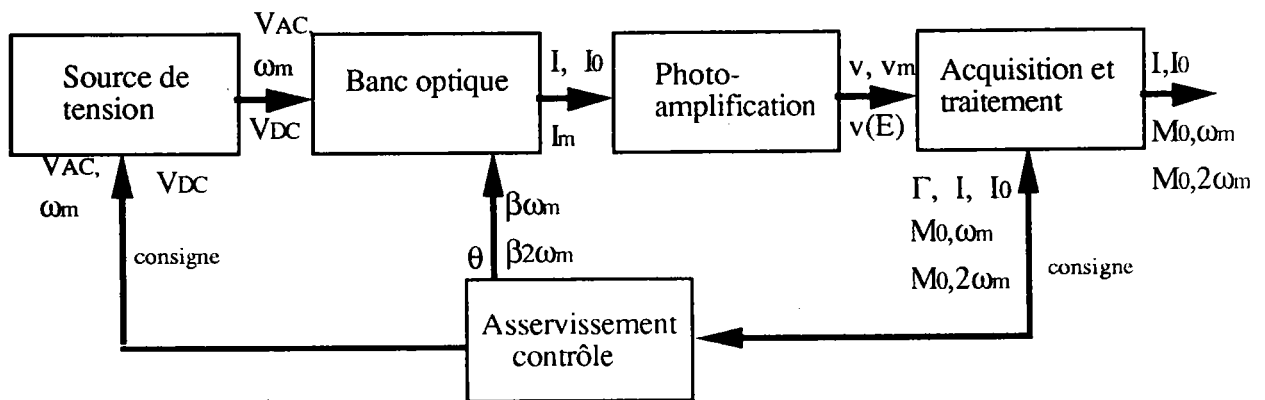 Source de
tension
VAC,
ωm
VDC
Banc optique
I, I0
Im
Photo-
amplification
v, vm
v(E)
Acquisition et
traitement
I,I0
M0,ωm
M0,2ωm
VAC,
ωm
VDC
consigne
θ
βωm
β2ωm
Γ, I, I0
M0,ωm
M0,2ωm
consigne
Asservissement
contrôle